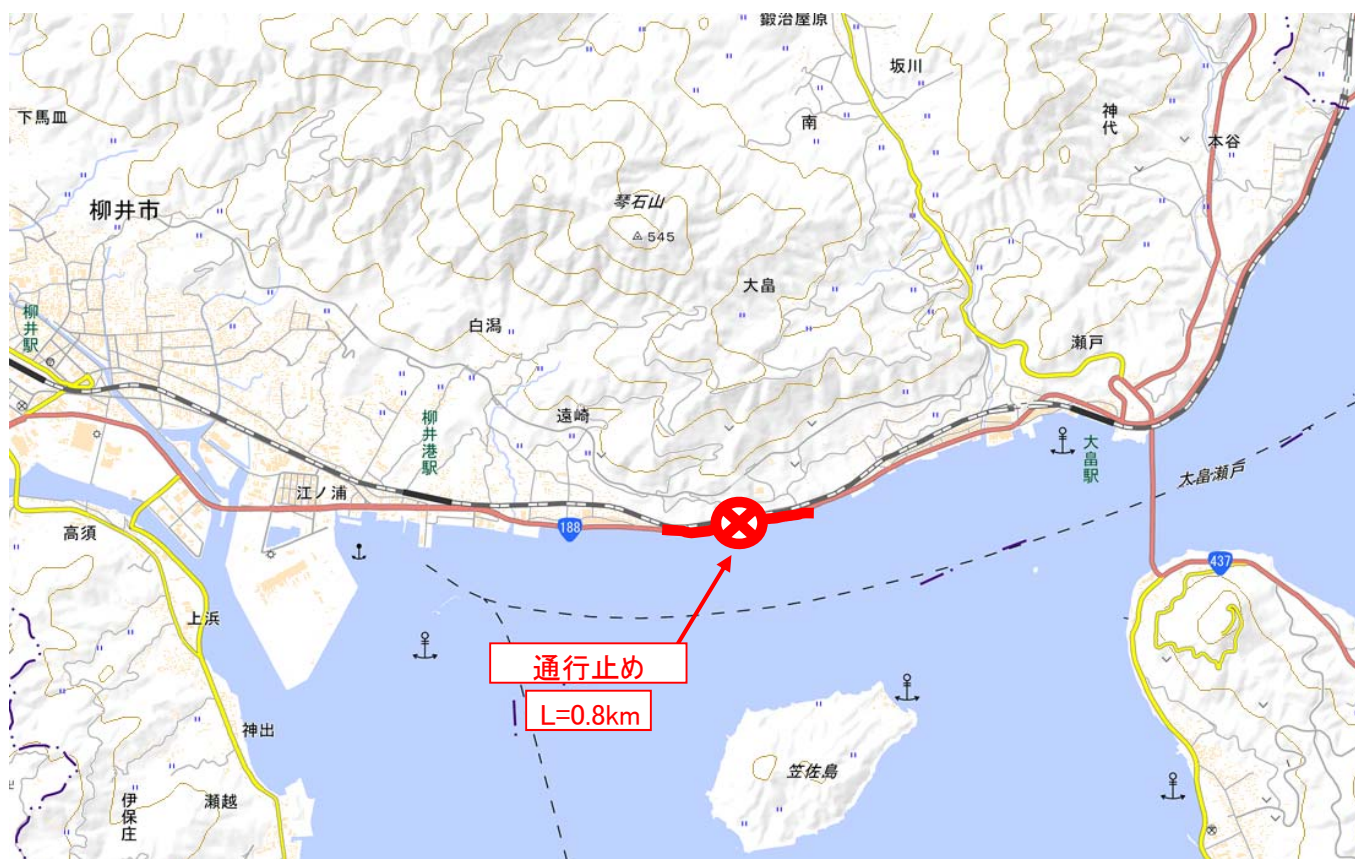 鍛治屋原
坂川
下馬皿
南
神代
本谷
柳井市
琴石山
545
大畠
柳井駅
白潟
瀬戸
遠崎
柳井港駅
大畠駅
大畠瀬戸
江ノ浦
188
高須
437
上浜
通行止め
L=0.8km
神出
笠佐島
瀬越
伊保庄